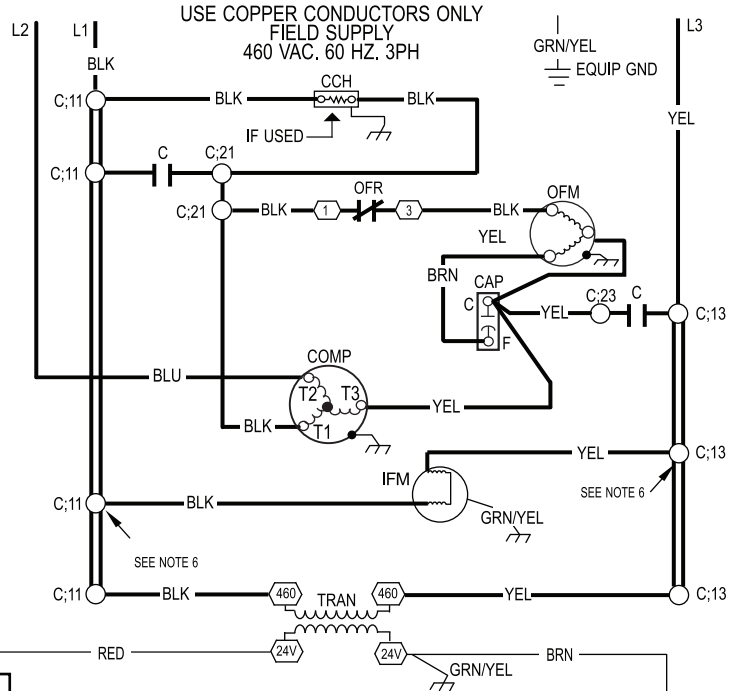 USE COPPER CONDUCTORS ONLY
FIELD SUPPLY
460 VAC, 60 HZ, 3PH
L2
L1
L3
BLK
GRN/YEL
EQUIP GND
CCH
C;11
BLK
BLK
YEL
IF USED
C
C;21
C;11
OFR
OFM
C;21
BLK
1
3
BLK
YEL
BRN
CAP
C
C;23
C
YEL
C;13
F
COMP
BLU
T2
T3
YEL
BLK
T1
IFM
YEL
C;13
SEE NOTE 6
C;11
BLK
GRN/YEL
SEE NOTE 6
C;11
BLK
460
TRAN
460
YEL
C;13
RED
24V
24V
BRN
GRN/YEL